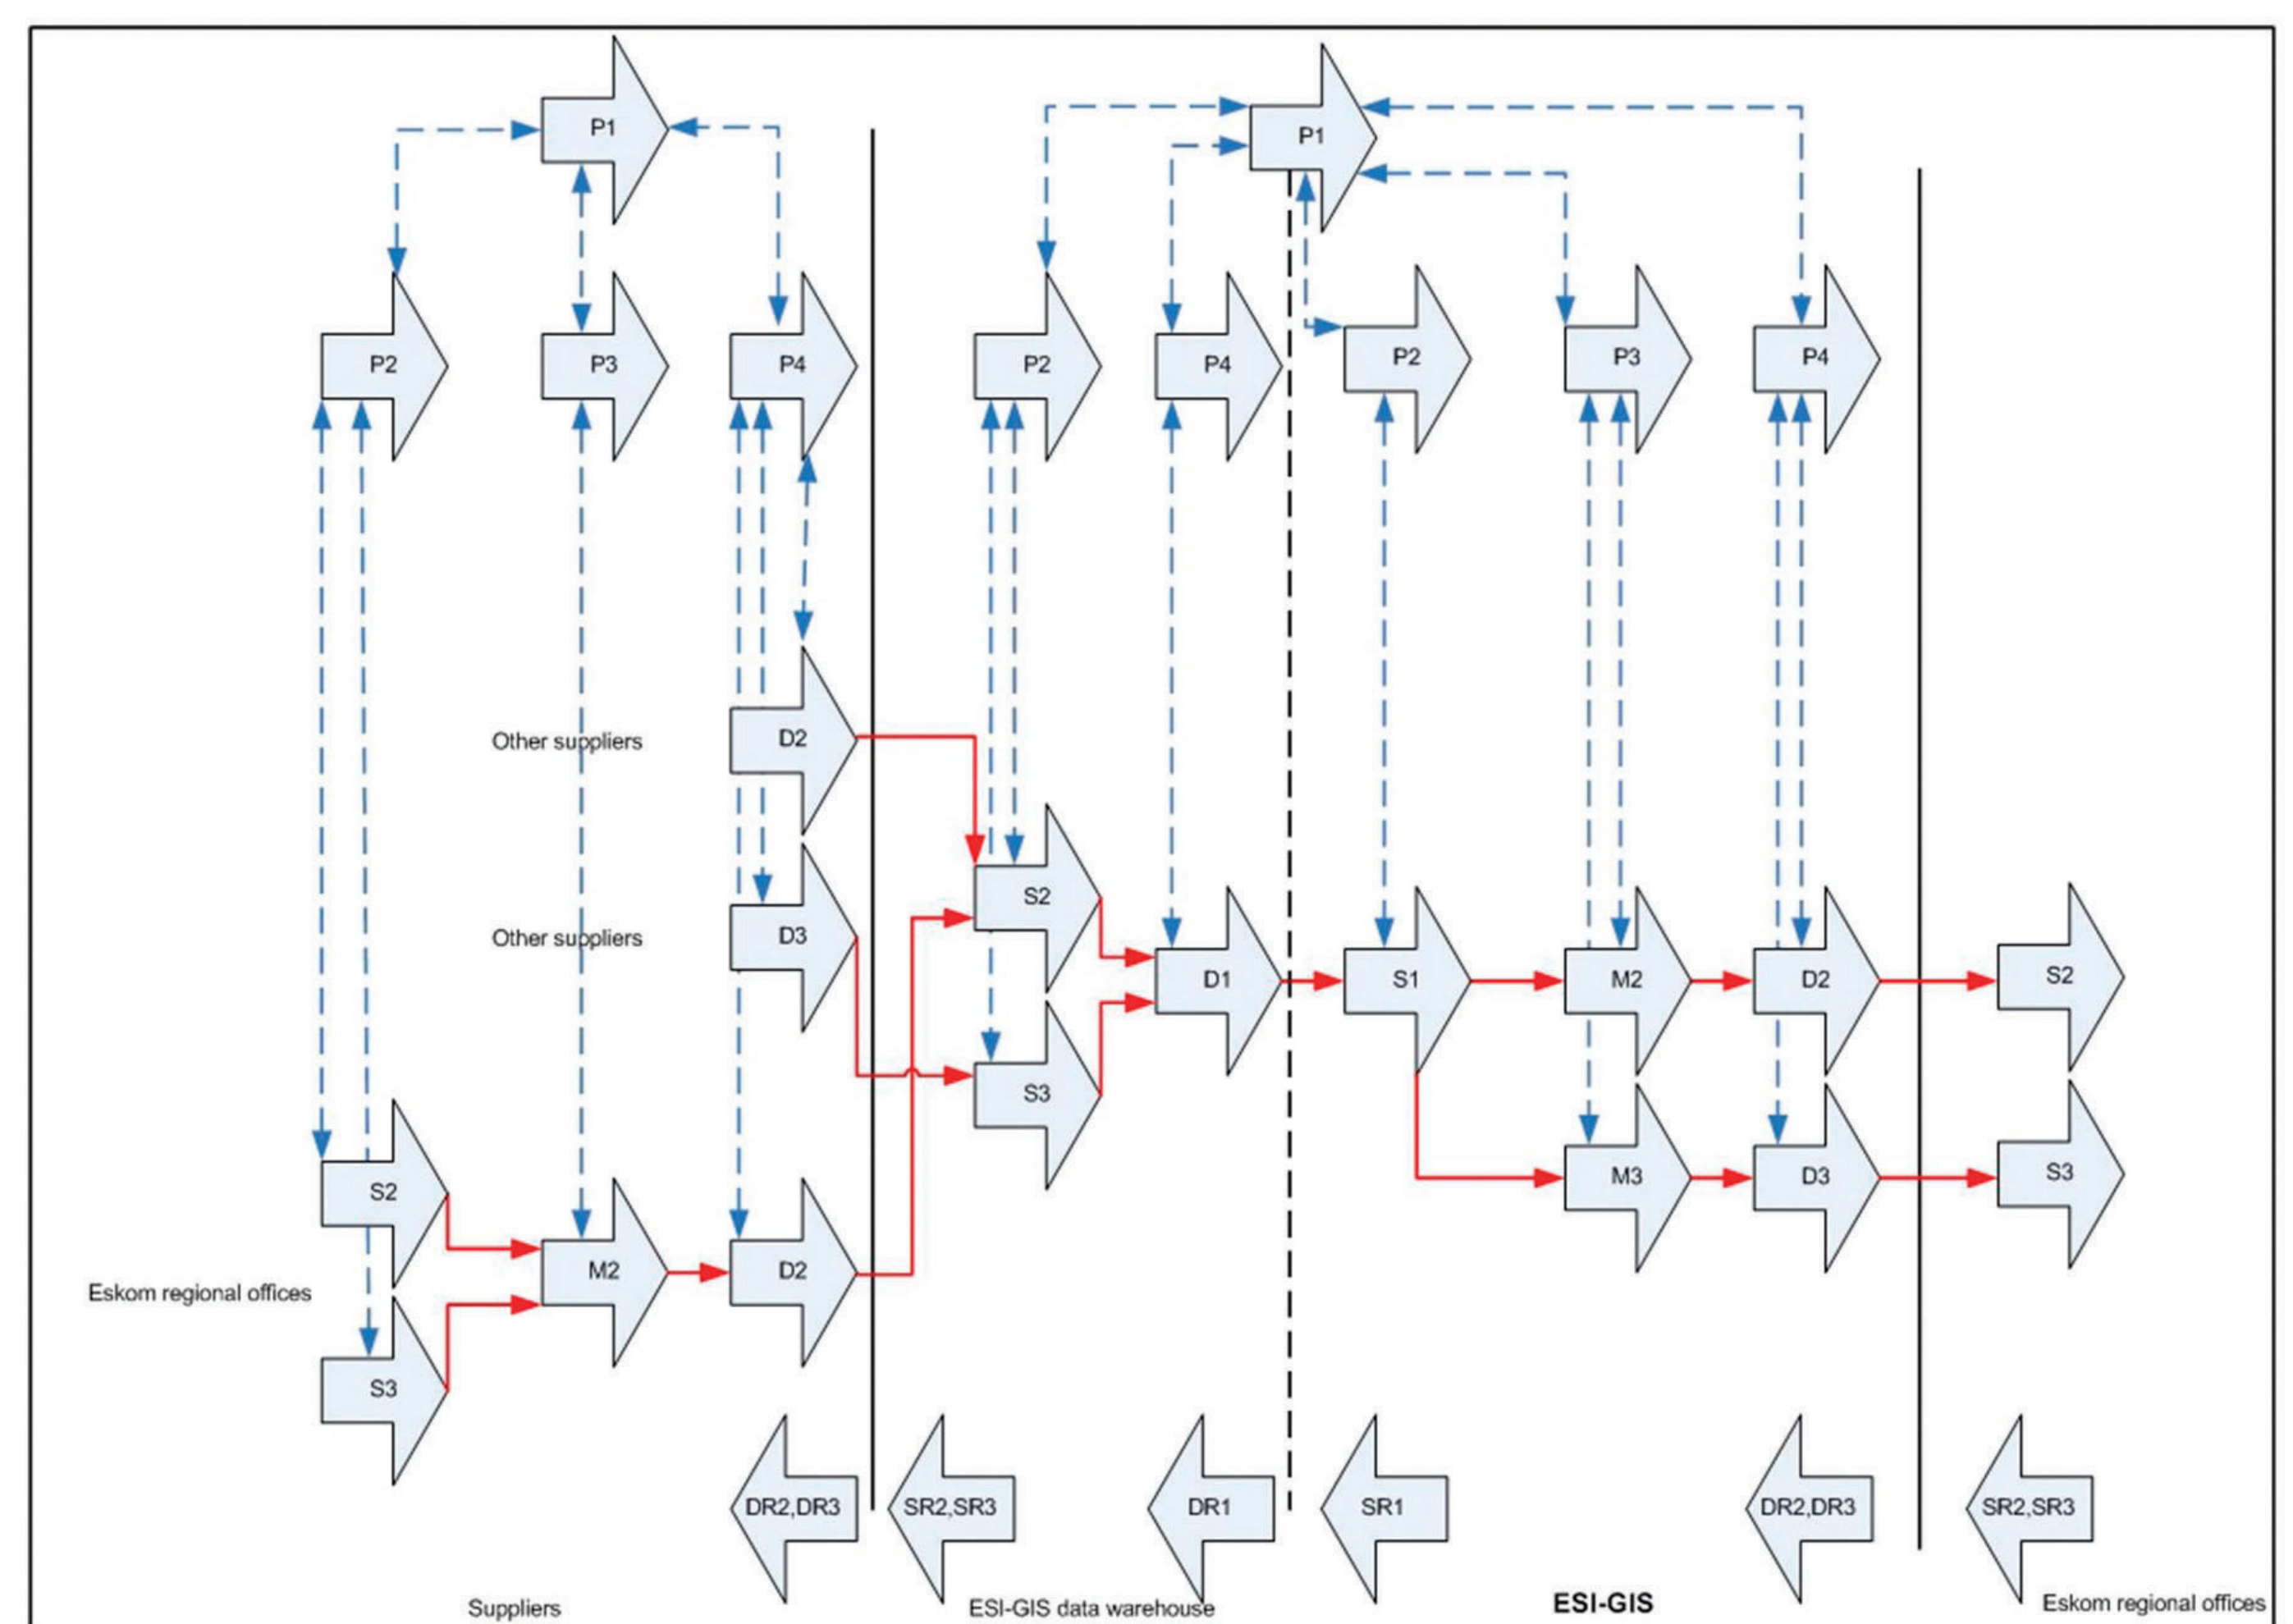 P1
P1
P2
P3
P4
P2
P4
P2
P3
P4
Other suppliers
D2
Other suppliers
D3
S2
S3
D1
S1
M2
D2
S2
M3
D3
S3
S2
Eskom regional offices
M2
D2
S3
DR2,DR3
SR2,SR3
DR1
SR1
DR2,DR3
SR2,SR3
Suppliers
ESI-GIS data warehouse
ESI-GIS
Eskom regional offices